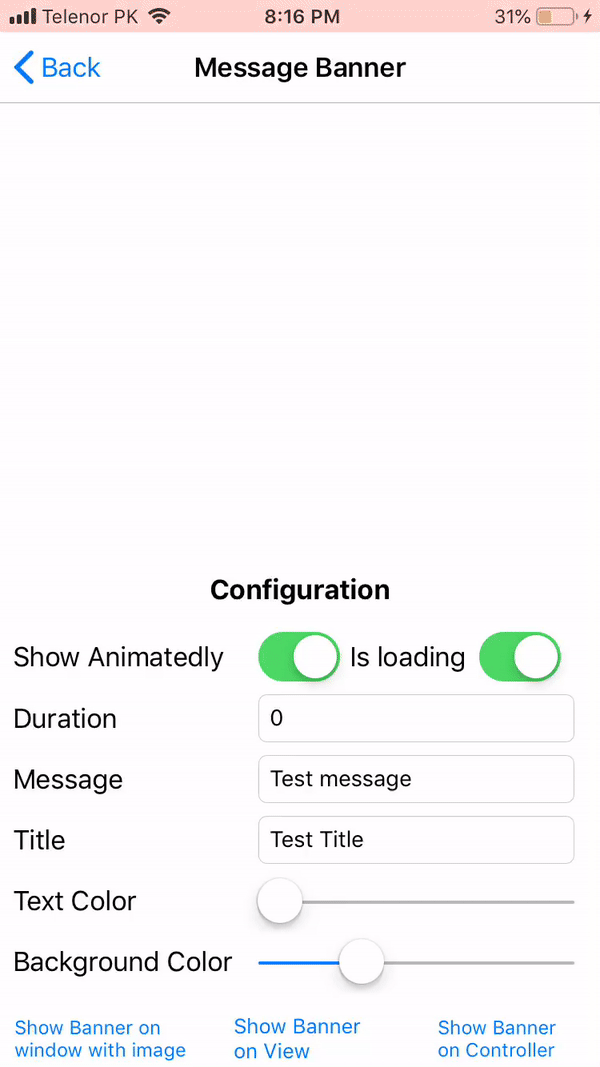 Telenor PK 8:16 PM 31%
Back Message Banner
Configuration
Show Animatedly Is loading
Duration 0
Message Test message
Title Test Title
Text Color
Background Color
Show Banner on
window with image
Show Banner
on View
Show Banner
on Controller